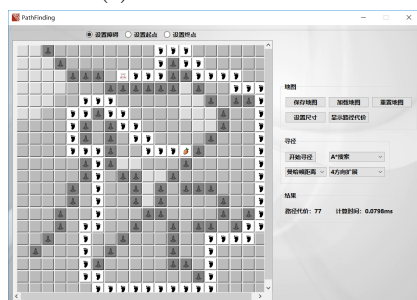 PathFinding
设置障碍 设置起点 设置终点
地图
保存地图 加载地图 重置地图
设置尺寸 显示路径代价
寻径
开始寻径 A*搜索
曼哈顿距离 4方向扩展
结果
路径代价：77 计算时间：0.0798ms